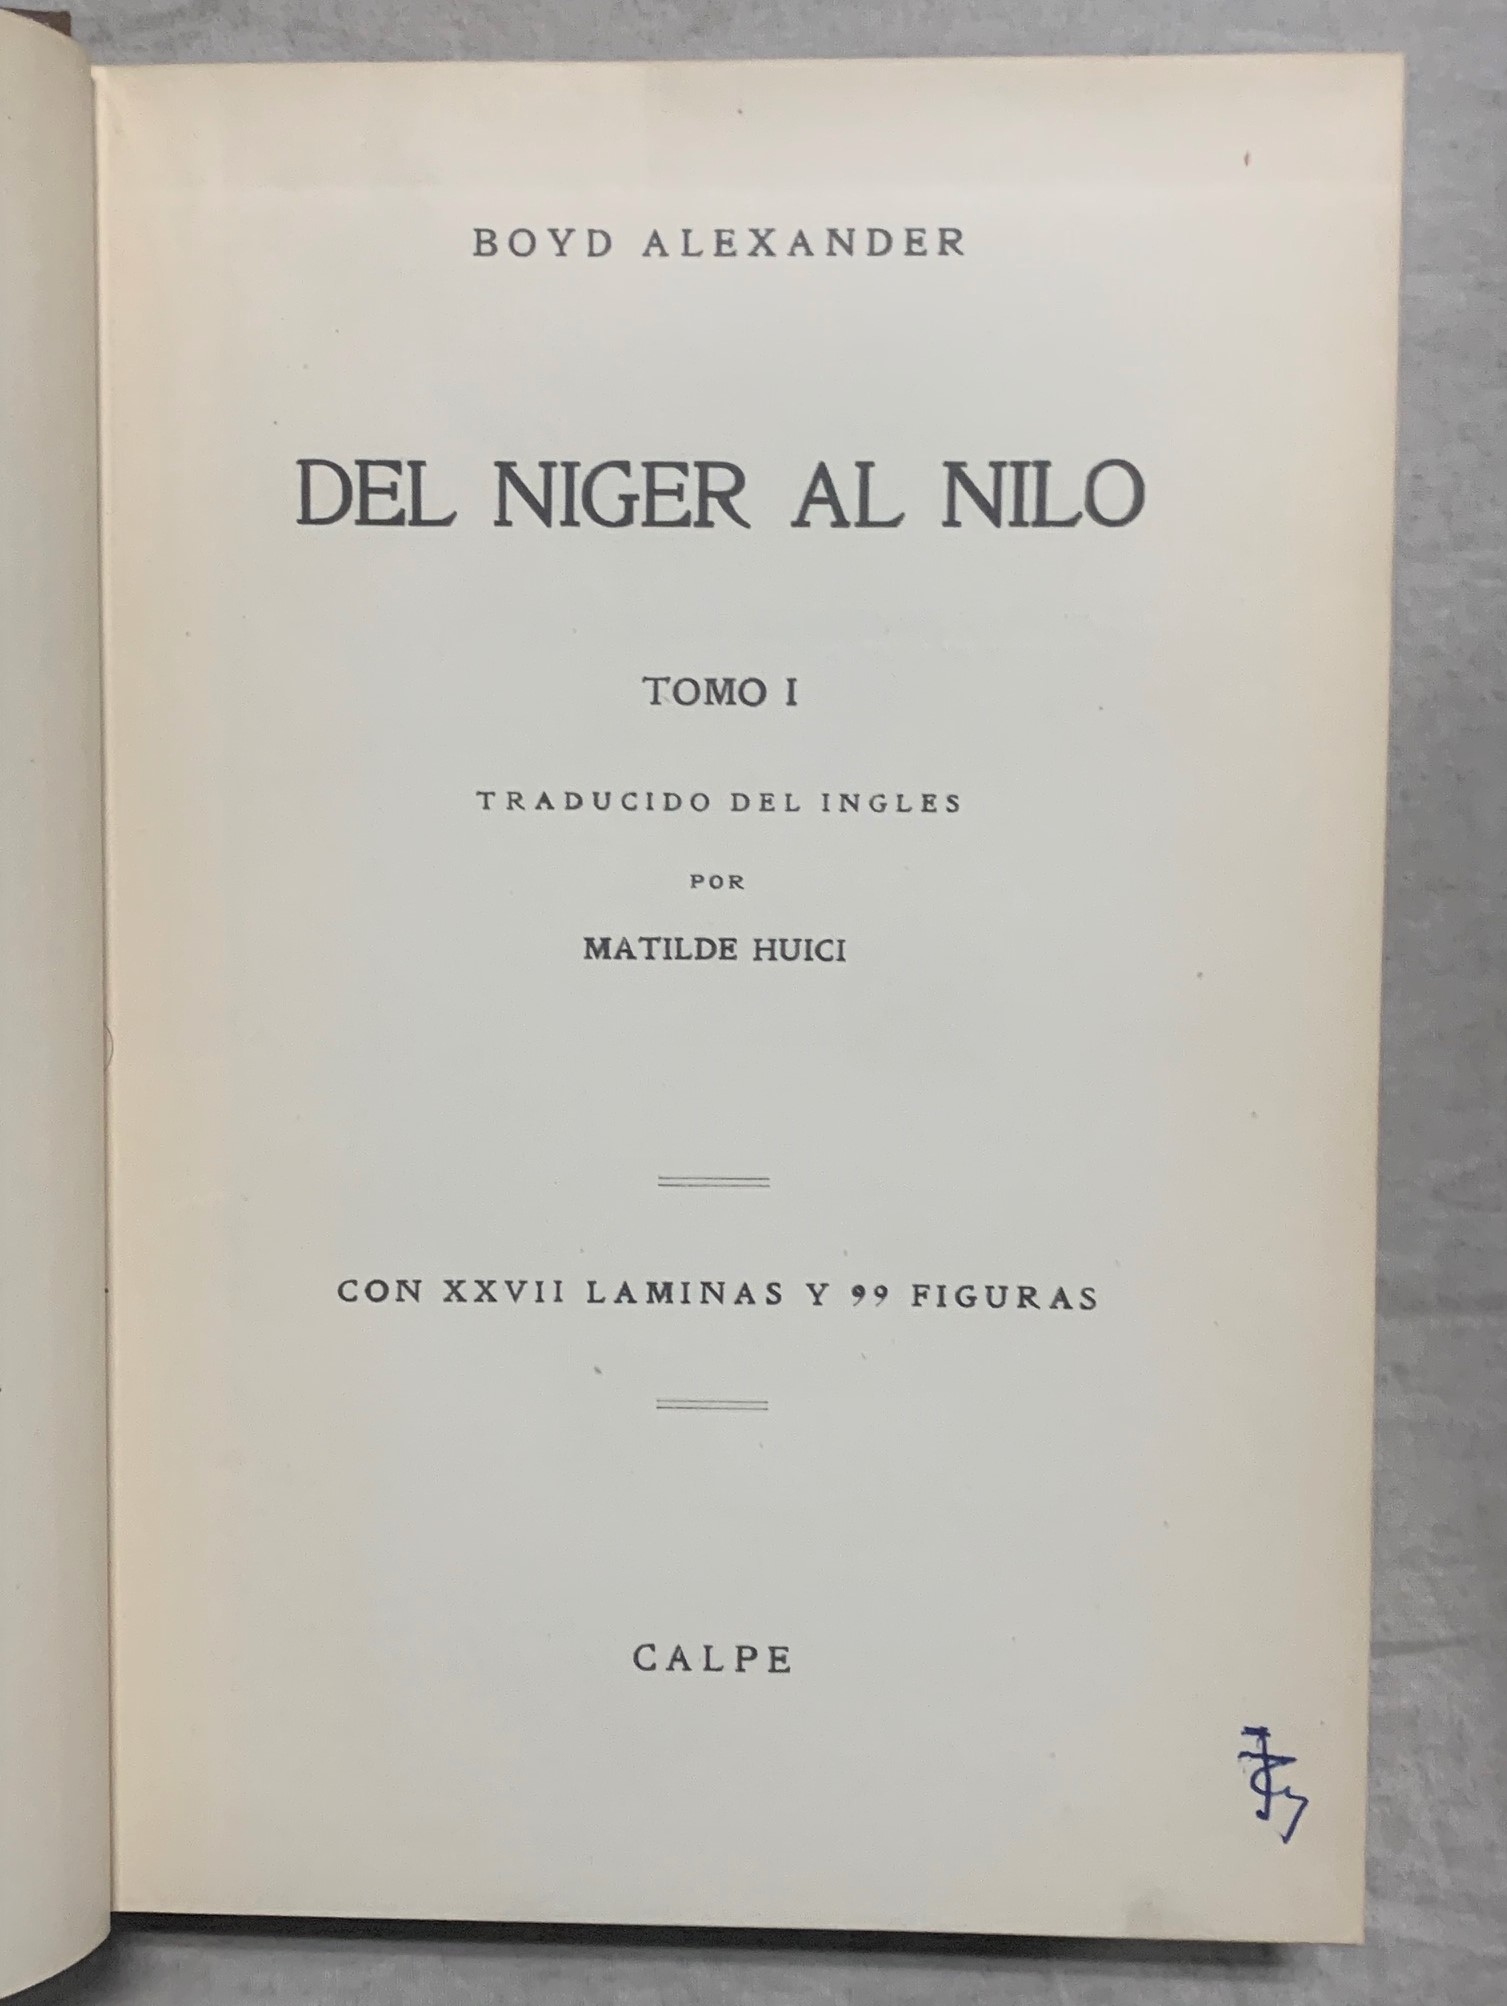 BOYD ALEXANDER
DEL NIGER AL NILO
TOMO I
TRADUCIDO DEL INGLES
POR
MATILDE HUICI
CON XXVII LAMINAS Y 99 FIGURAS
CALPE